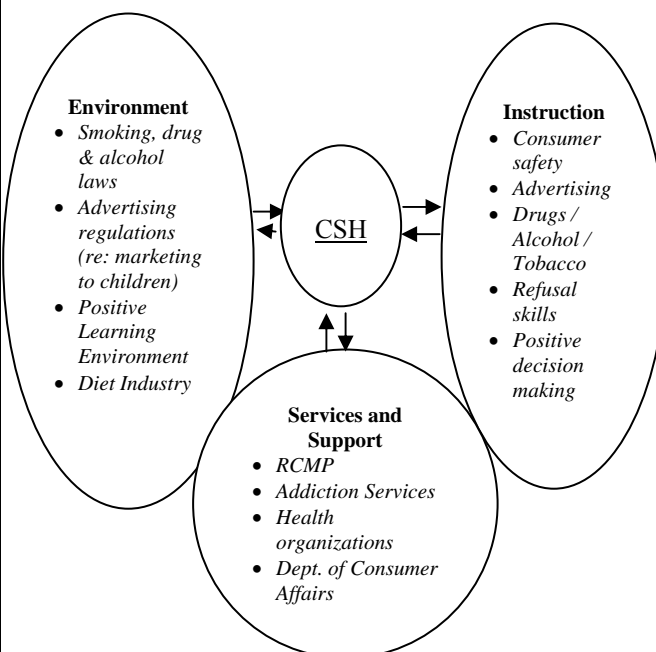 Environment
• Smoking, drug
& alcohol
laws
• Advertising
regulations
(re: marketing
to children)
• Positive
Learning
Environment
• Diet Industry
CSH
Instruction
• Consumer
safety
• Advertising
• Drugs /
Alcohol /
Tobacco
• Refusal
skills
• Positive
decision
making
Services and
Support
• RCMP
• Addiction Services
• Health
organizations
• Dept. of Consumer
Affairs